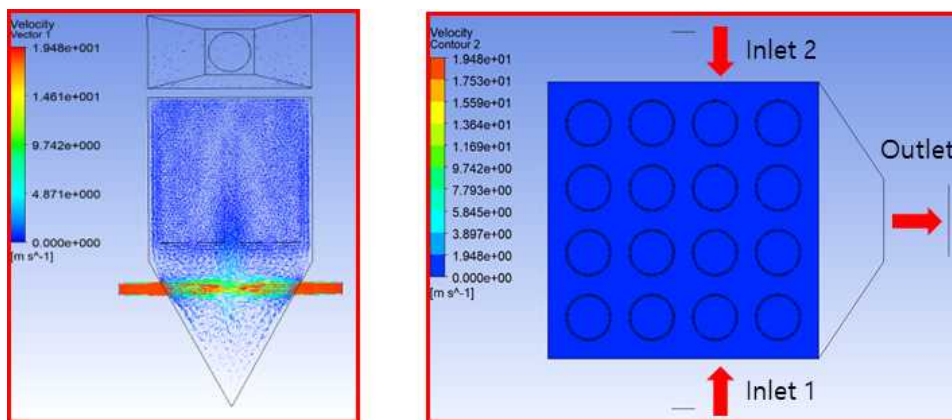 Velocity
Vector 1
1.948e+001
1.461e+001
9.742e+000
4.871e+000
0.000e+000
[m s^-1]
Velocity
Contour 2
1.948e+01
1.753e+01
1.559e+01
1.364e+01
1.169e+01
9.742e+00
7.793e+00
5.845e+00
3.897e+00
1.948e+00
0.000e+00
[m s^-1]
Inlet 2
Outlet
Inlet 1